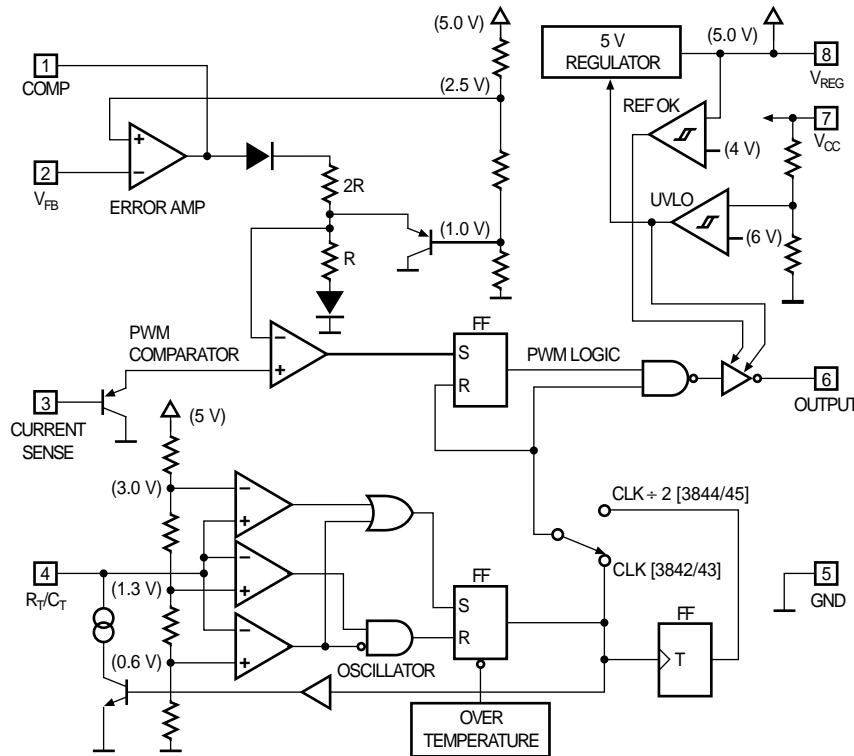 (5.0 V)
5 V
REGULATOR
(5.0 V)
8
V_REG
1
COMP
(2.5 V)
REF OK
7
V_CC
+
−
2
V_FB
ERROR AMP
2R
(4 V)
UVLO
(1.0 V)
R
(6 V)
PWM
COMPARATOR
−
+
FF
S
R
PWM LOGIC
6
OUTPUT
3
CURRENT
SENSE
(5 V)
(3.0 V)
−
+
CLK ÷ 2 [3844/45]
4
R_T/C_T
−
+
(1.3 V)
CLK [3842/43]
5
GND
FF
S
R
FF
T
−
+
(0.6 V)
OSCILLATOR
OVER
TEMPERATURE